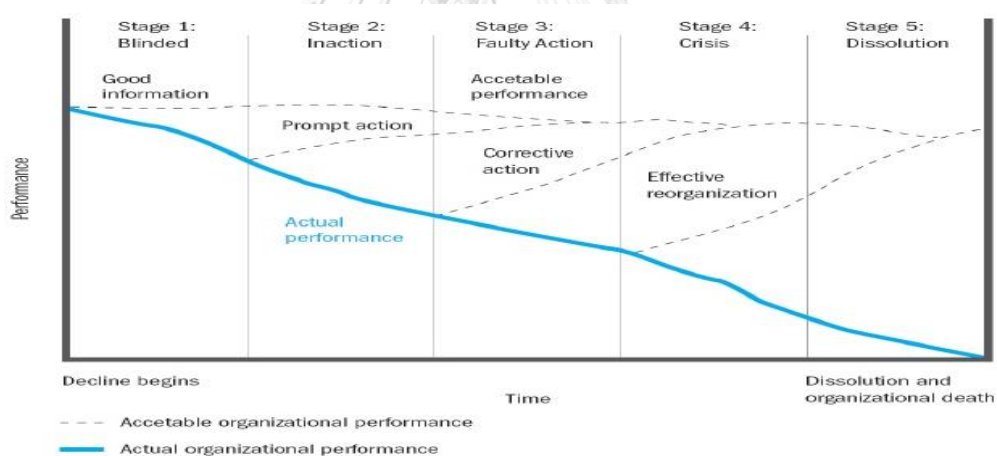 Stage 1:
Blinded
Stage 2:
Inaction
Stage 3:
Faulty Action
Stage 4:
Crisis
Stage 5:
Dissolution
Good
information
Accetable
performance
Prompt action
Corrective
action
Effective
reorganization
Actual
performance
Performance
Decline begins
Time
Dissolution and
organizational death
Accetable organizational performance
Actual organizational performance